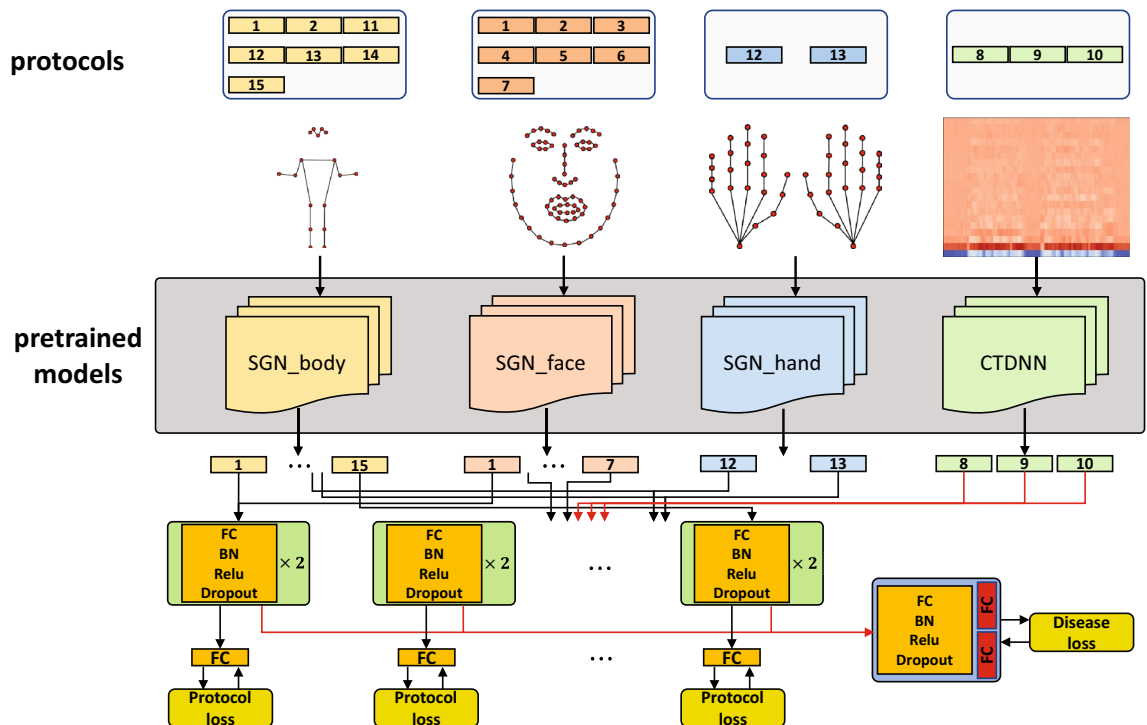 1 2 11
12 13 14
15
1 2 3
4 5 6
7
12 13
8 9 10
protocols
pretrained
models
SGN_body
SGN_face
SGN_hand
CTDNN
1 ... 15
1 ... 7
12 13
8 9 10
FC
BN
Relu
Dropout
× 2
FC
BN
Relu
Dropout
× 2
...
FC
BN
Relu
Dropout
× 2
FC
BN
Relu
Dropout
FC
FC
Disease
loss
FC
FC
...
FC
Protocol
loss
Protocol
loss
Protocol
loss